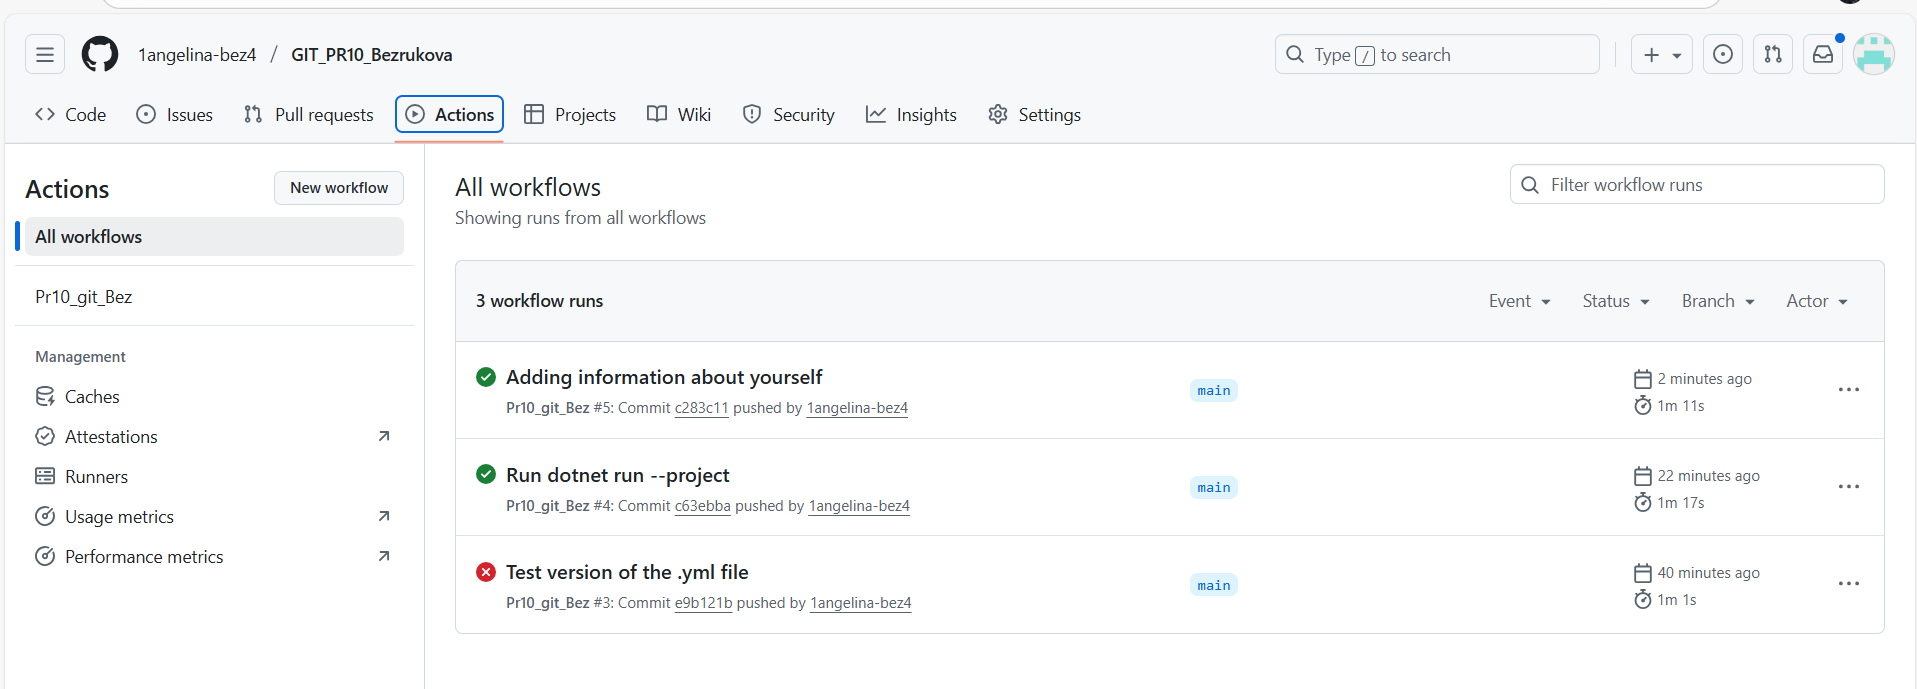 1angelina-bez4 / GIT_PR10_Bezrukova
Type / to search
Code Issues Pull requests Actions Projects Wiki Security Insights Settings
Actions
New workflow
All workflows
Pr10_git_Bez
Management
Caches
Attestations
Runners
Usage metrics
Performance metrics
All workflows
Showing runs from all workflows
Filter workflow runs
3 workflow runs
Event Status Branch Actor
Adding information about yourself
Pr10_git_Bez #5: Commit c283c11 pushed by 1angelina-bez4
main
2 minutes ago
1m 11s
Run dotnet run --project
Pr10_git_Bez #4: Commit c63ebba pushed by 1angelina-bez4
main
22 minutes ago
1m 17s
Test version of the .yml file
Pr10_git_Bez #3: Commit e9b121b pushed by 1angelina-bez4
main
40 minutes ago
1m 1s